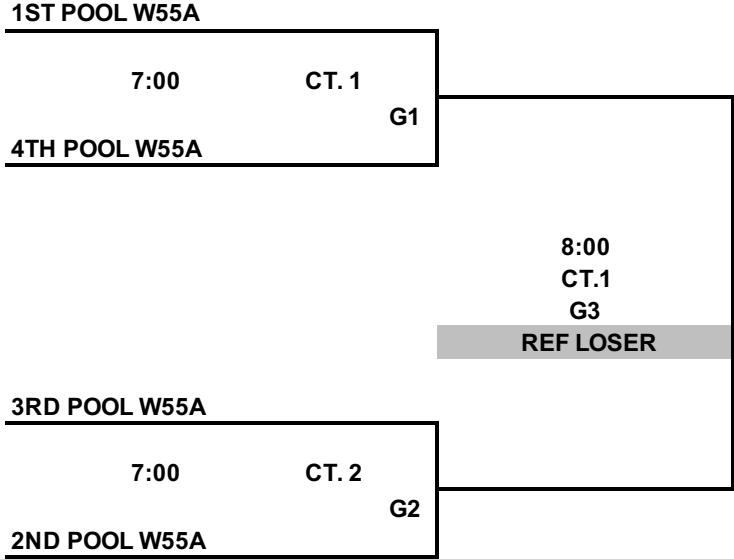 1ST POOL W55A
7:00 CT. 1
G1
4TH POOL W55A
8:00
CT.1
G3
REF LOSER
3RD POOL W55A
7:00 CT. 2
G2
2ND POOL W55A